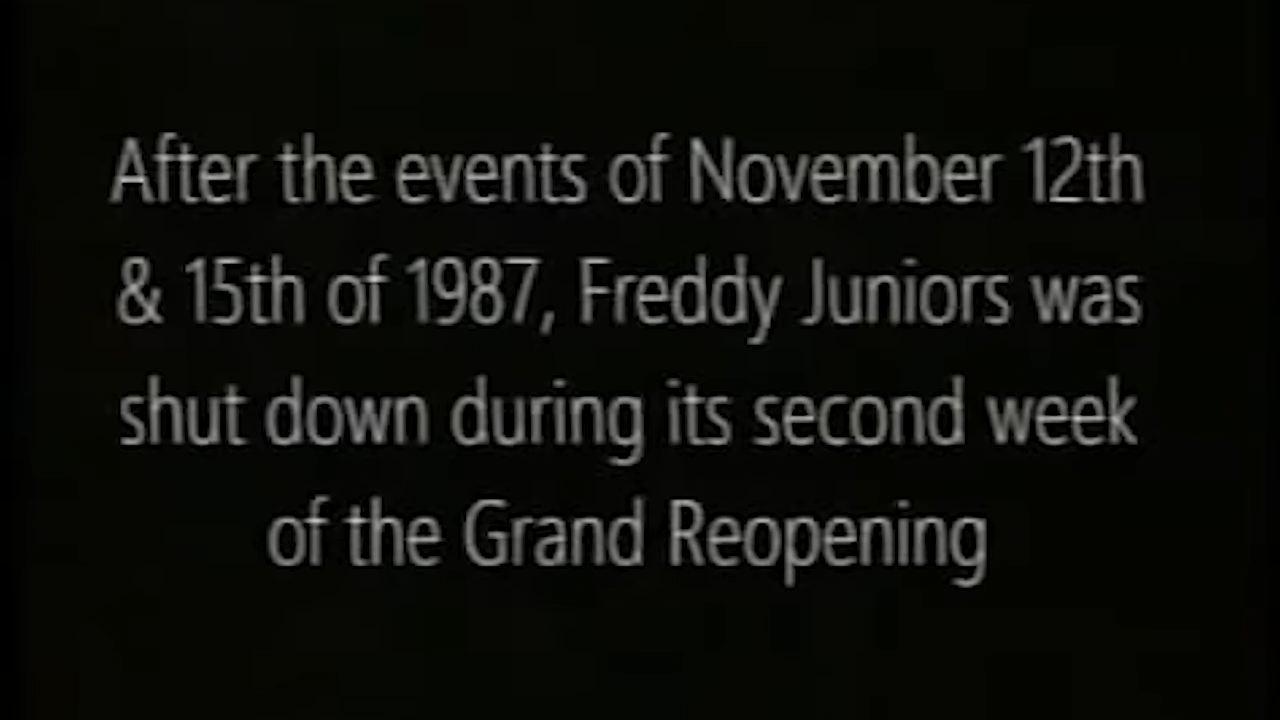 After the events of November 12th
& 15th of 1987, Freddy Juniors was
shut down during its second week
of the Grand Reopening